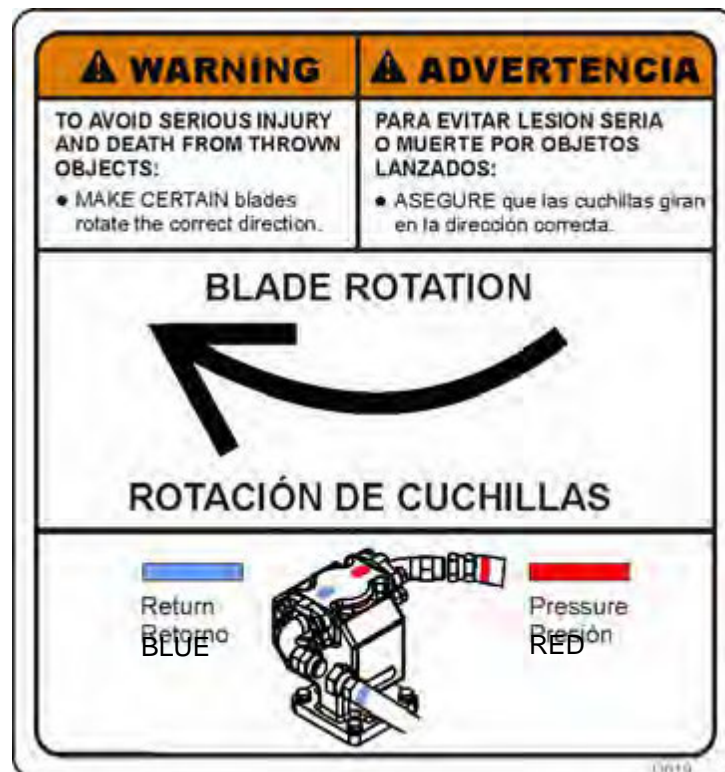 WARNING
ADVERTENCIA
TO AVOID SERIOUS INJURY
AND DEATH FROM THROWN
OBJECTS:
• MAKE CERTAIN blades
rotate the correct direction.
PARA EVITAR LESION SERIA
O MUERTE POR OBJETOS
LANZADOS:
• ASEGURE que las cuchillas giran
en la dirección correcta.
BLADE ROTATION
ROTACIÓN DE CUCHILLAS
Return
Retorno
BLUE
Pressure
Presión
RED